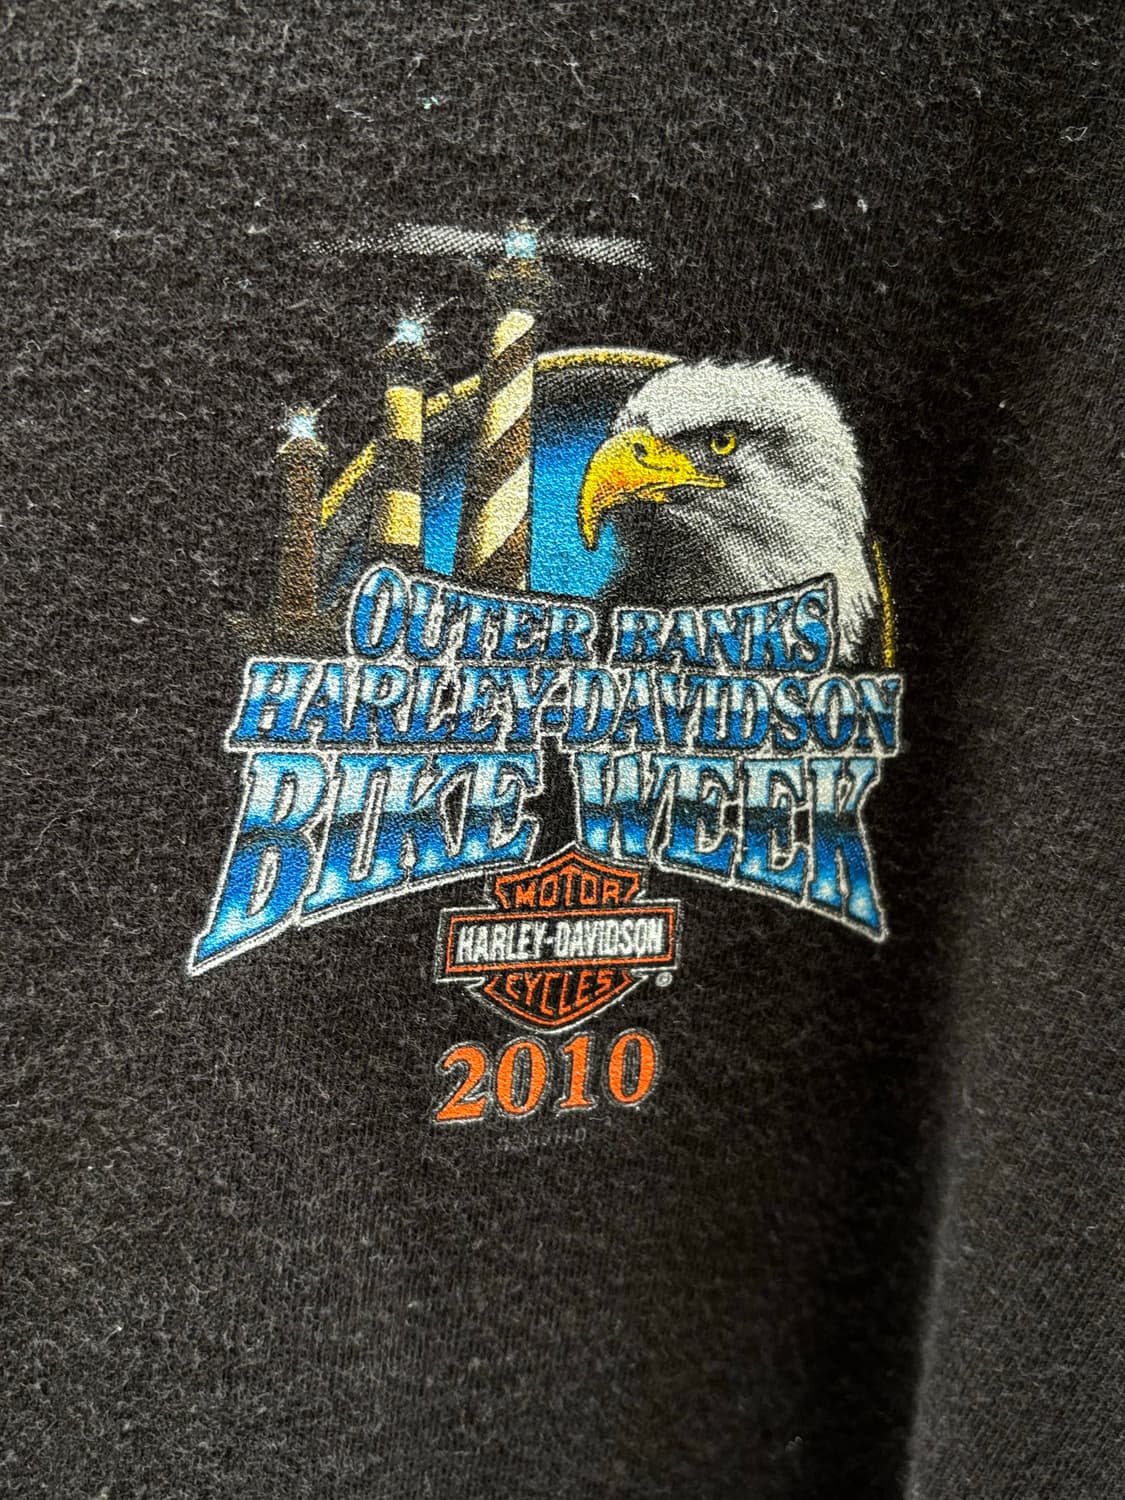 OUTER BANKS
HARLEY-DAVIDSON
BIKE WEEK
MOTOR
HARLEY-DAVIDSON
CYCLES ®
2010